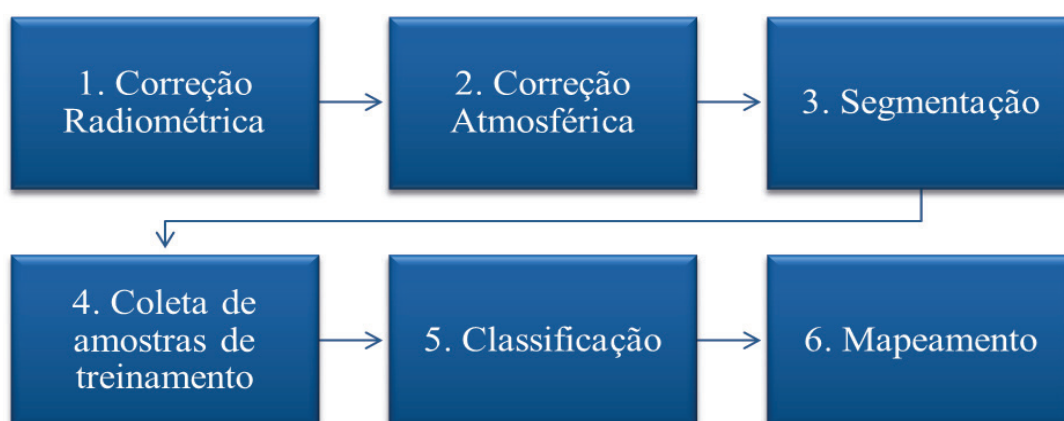 1. Correção
Radiométrica
2. Correção
Atmosférica
3. Segmentação
4. Coleta de
amostras de
treinamento
5. Classificação
6. Mapeamento